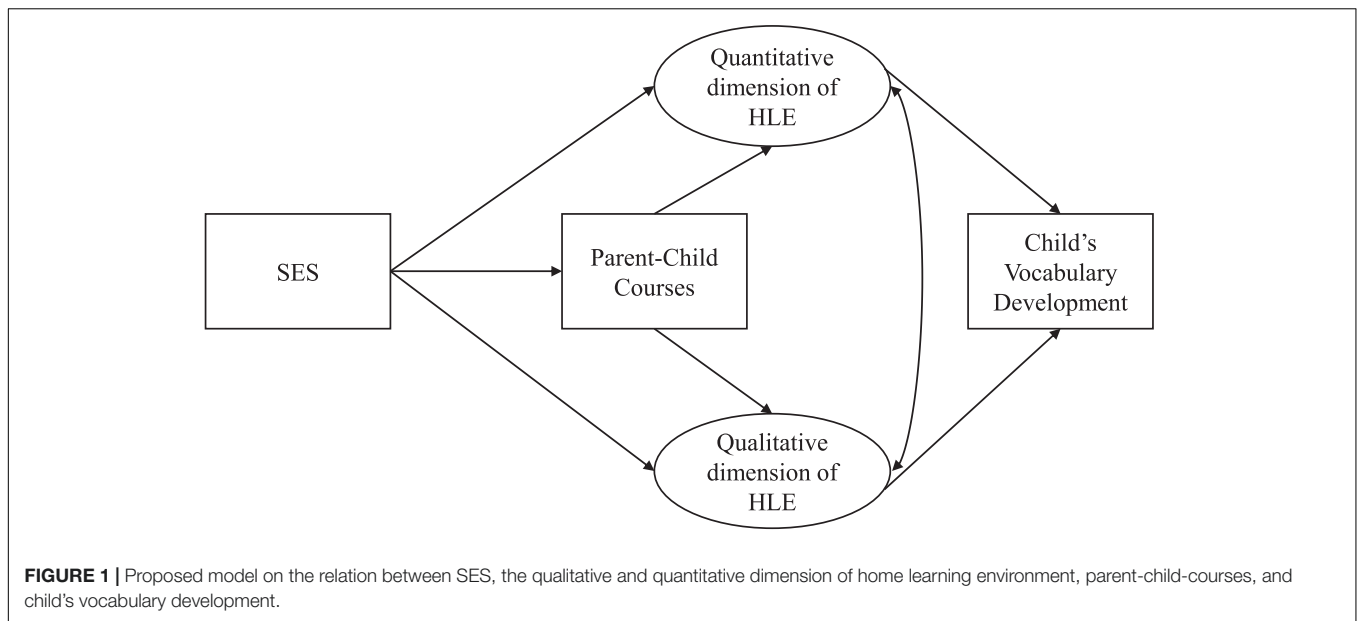 Quantitative
dimension of
HLE
SES
Parent-Child
Courses
Child’s
Vocabulary
Development
Qualitative
dimension of
HLE
FIGURE 1 | Proposed model on the relation between SES, the qualitative and quantitative dimension of home learning environment, parent-child-courses, and
child’s vocabulary development.